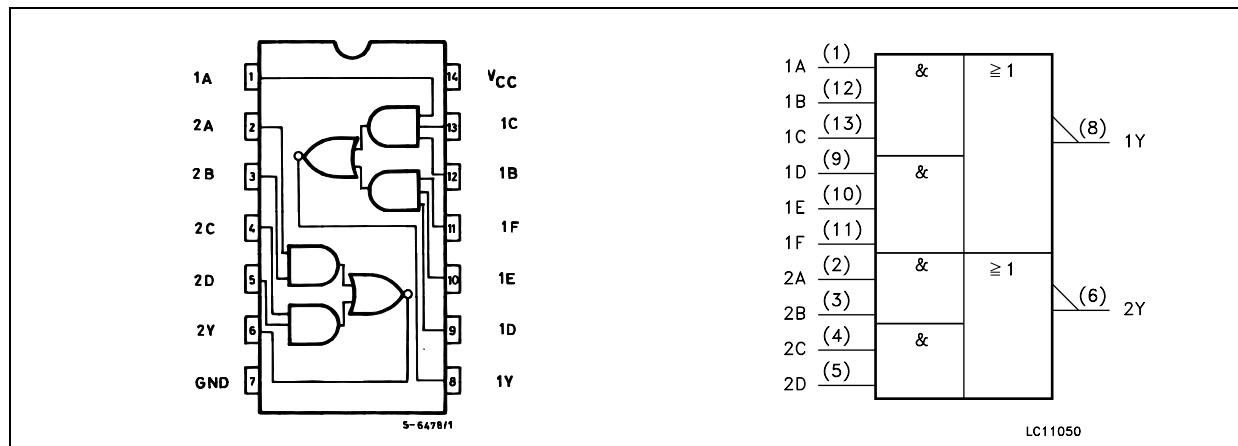 1A 1 14 VCC
2A 2 13 1C
2B 3 12 1B
2C 4 11 1F
2D 5 10 1E
2Y 6 9 1D
GND 7 8 1Y
S-6478/1
1A (1) & ≧1
1B (12)
1C (13) (8) 1Y
1D (9) &
1E (10)
1F (11)
2A (2) & ≧1
2B (3) (6) 2Y
2C (4) &
2D (5)
LC11050